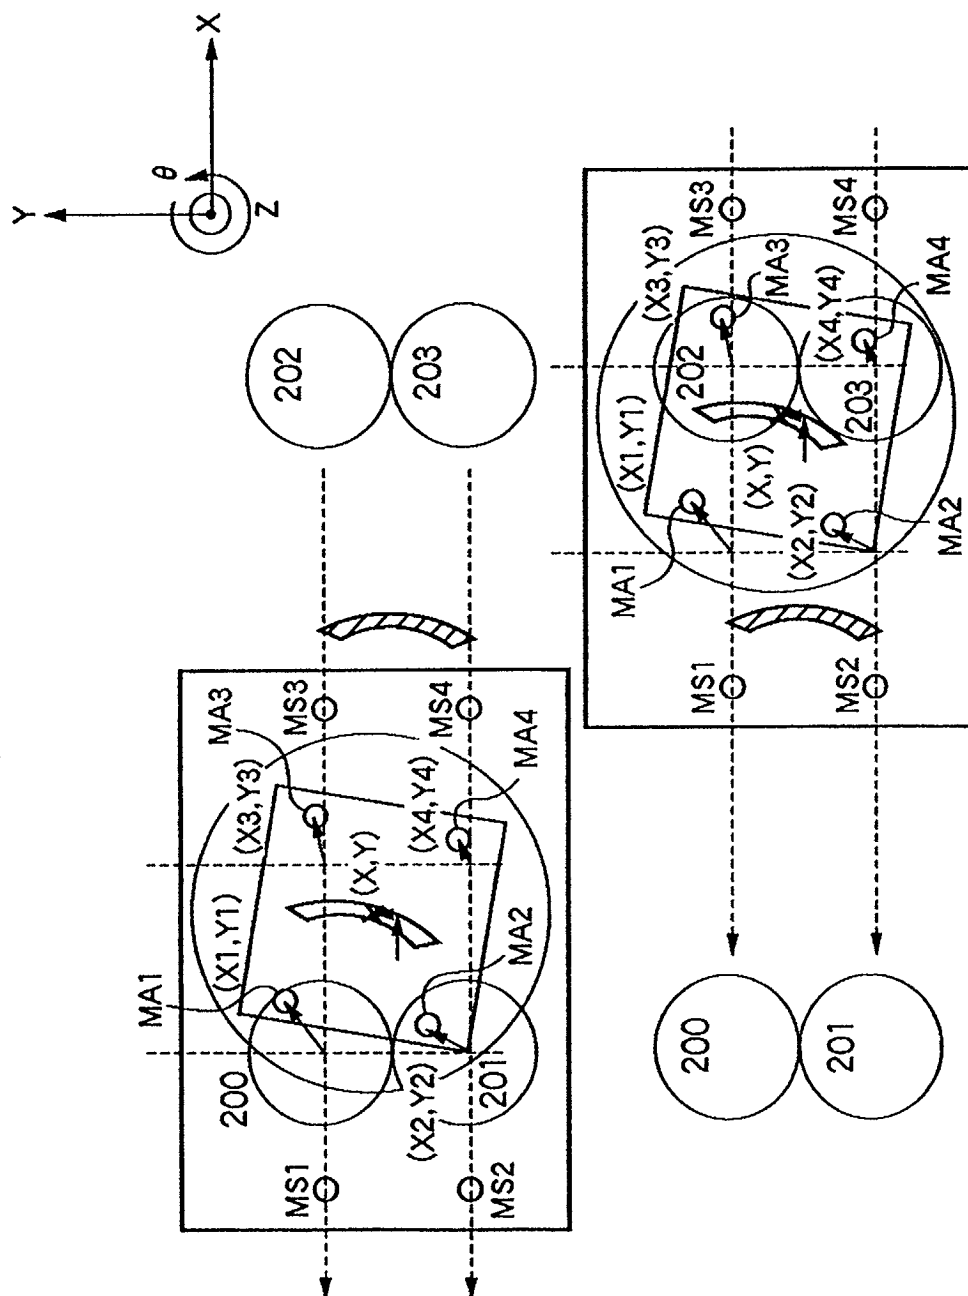 Y
X
θ
Z
202
203
MA3
MS3
(X3,Y3)
MA1
(X1,Y1)
(X,Y)
(X4,Y4)
MS4
MA4
200
MA2
(X2,Y2)
201
MS1
MS2
MS3
(X3,Y3)
MA3
202
(X1,Y1)
(X,Y)
(X4,Y4)
MS4
MA4
203
MA1
(X2,Y2)
MA2
MS1
MS2
200
201